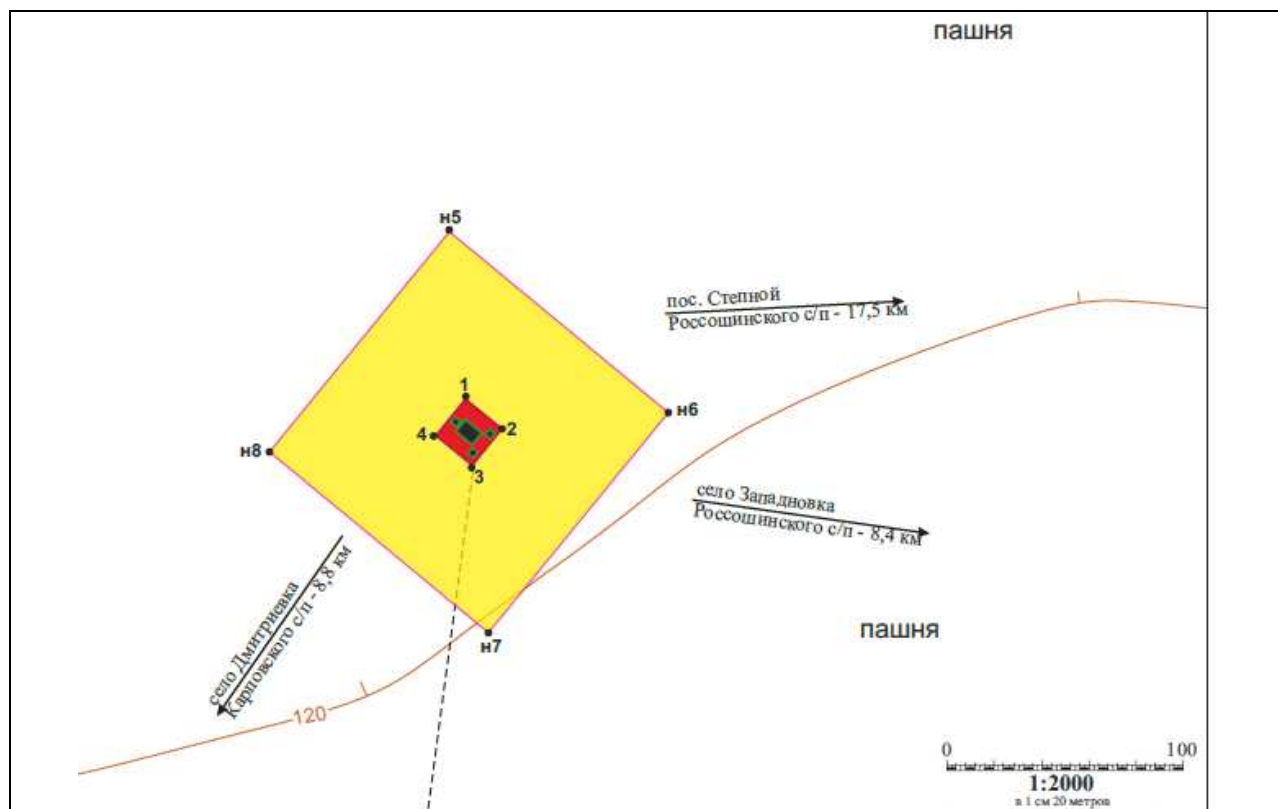 пашня
н5
пос. Степной
Россошинского с/п - 17,5 км
1
н6
2
4
н8
3
село Западновка
Россошинского с/п - 8,4 км
село Дмитриевка
Карповского с/п - 8,8 км
н7
пашня
120
0 100
1:2000
в 1 см 20 метров